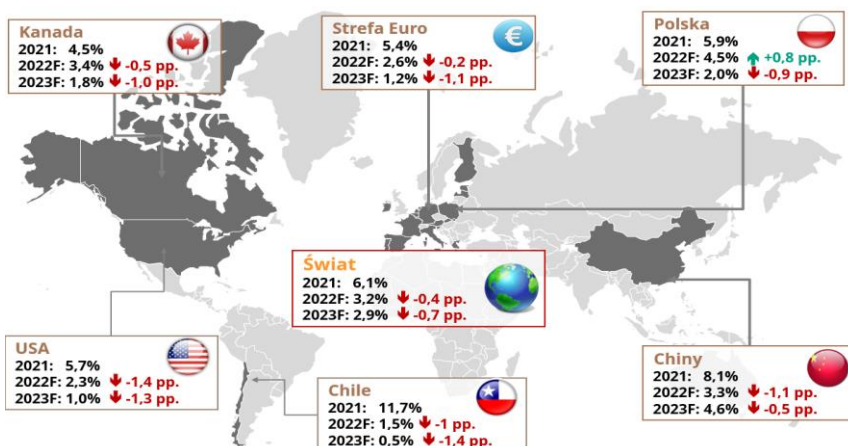 Kanada
2021: 4,5%
2022F: 3,4% -0,5 pp.
2023F: 1,8% -1,0 pp.
Strefa Euro
€
2021: 5,4%
2022F: 2,6% -0,2 pp.
2023F: 1,2% -1,1 pp.
Polska
2021: 5,9%
2022F: 4,5% +0,8 pp.
2023F: 2,0% -0,9 pp.
Świat
2021: 6,1%
2022F: 3,2% -0,4 pp.
2023F: 2,9% -0,7 pp.
USA
2021: 5,7%
2022F: 2,3% -1,4 pp.
2023F: 1,0% -1,3 pp.
Chile
2021: 11,7%
2022F: 1,5% -1 pp.
2023F: 0,5% -1,4 pp.
Chiny
2021: 8,1%
2022F: 3,3% -1,1 pp.
2023F: 4,6% -0,5 pp.